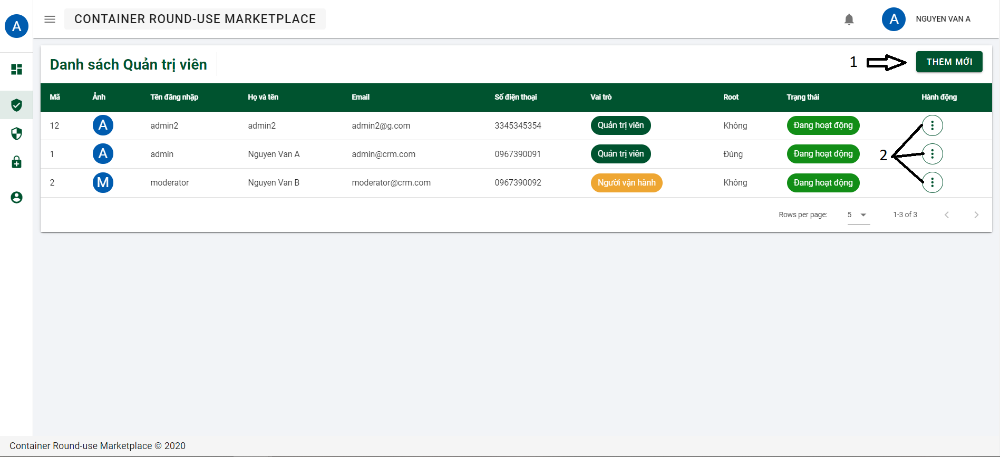 A
CONTAINER ROUND-USE MARKETPLACE
A
NGUYEN VAN A
Danh sách Quản trị viên
1
THÊM MỚI
Mã Ảnh Tên đăng nhập Họ và tên Email Số điện thoại Vai trò Root Trạng thái Hành động
12 A admin2 admin2 admin2@g.com 3345345354 Quản trị viên Không Đang hoạt động
1 A admin Nguyen Van A admin@crm.com 0967390091 Quản trị viên Đúng Đang hoạt động
2
2 M moderator Nguyen Van B moderator@crm.com 0967390092 Người vận hành Không Đang hoạt động
Rows per page: 5 1-3 of 3
Container Round-use Marketplace © 2020